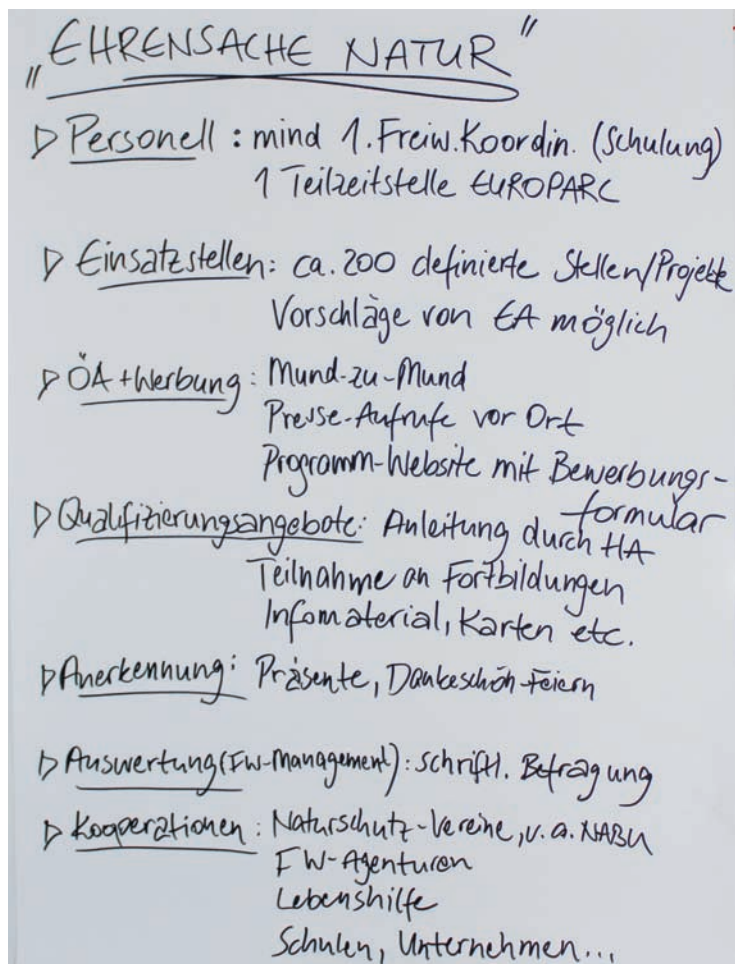 „EHRENSACHE NATUR"
▷ Personell : mind 1. Freiw. Koordin. (Schulung)
1 Teilzeitstelle EUROPARC
▷ Einsatzstellen: ca. 200 definierte Stellen/Projekte
Vorschläge von EA möglich
▷ ÖA + Werbung : Mund-zu-Mund
Presse-Aufrufe vor Ort
Programm-Website mit Bewerbungs-
formular
▷ Qualifizierungsangebote: Anleitung durch HA
Teilnahme an Fortbildungen
Infomaterial, Karten etc.
▷ Anerkennung: Präsente, Dankeschön-Feiern
▷ Auswertung (FW-Management) : schriftl. Befragung
▷ Kooperationen : Naturschutz-Vereine, v. a. NABU
FW-Agenturen
Lebenshilfe
Schulen, Unternehmen...